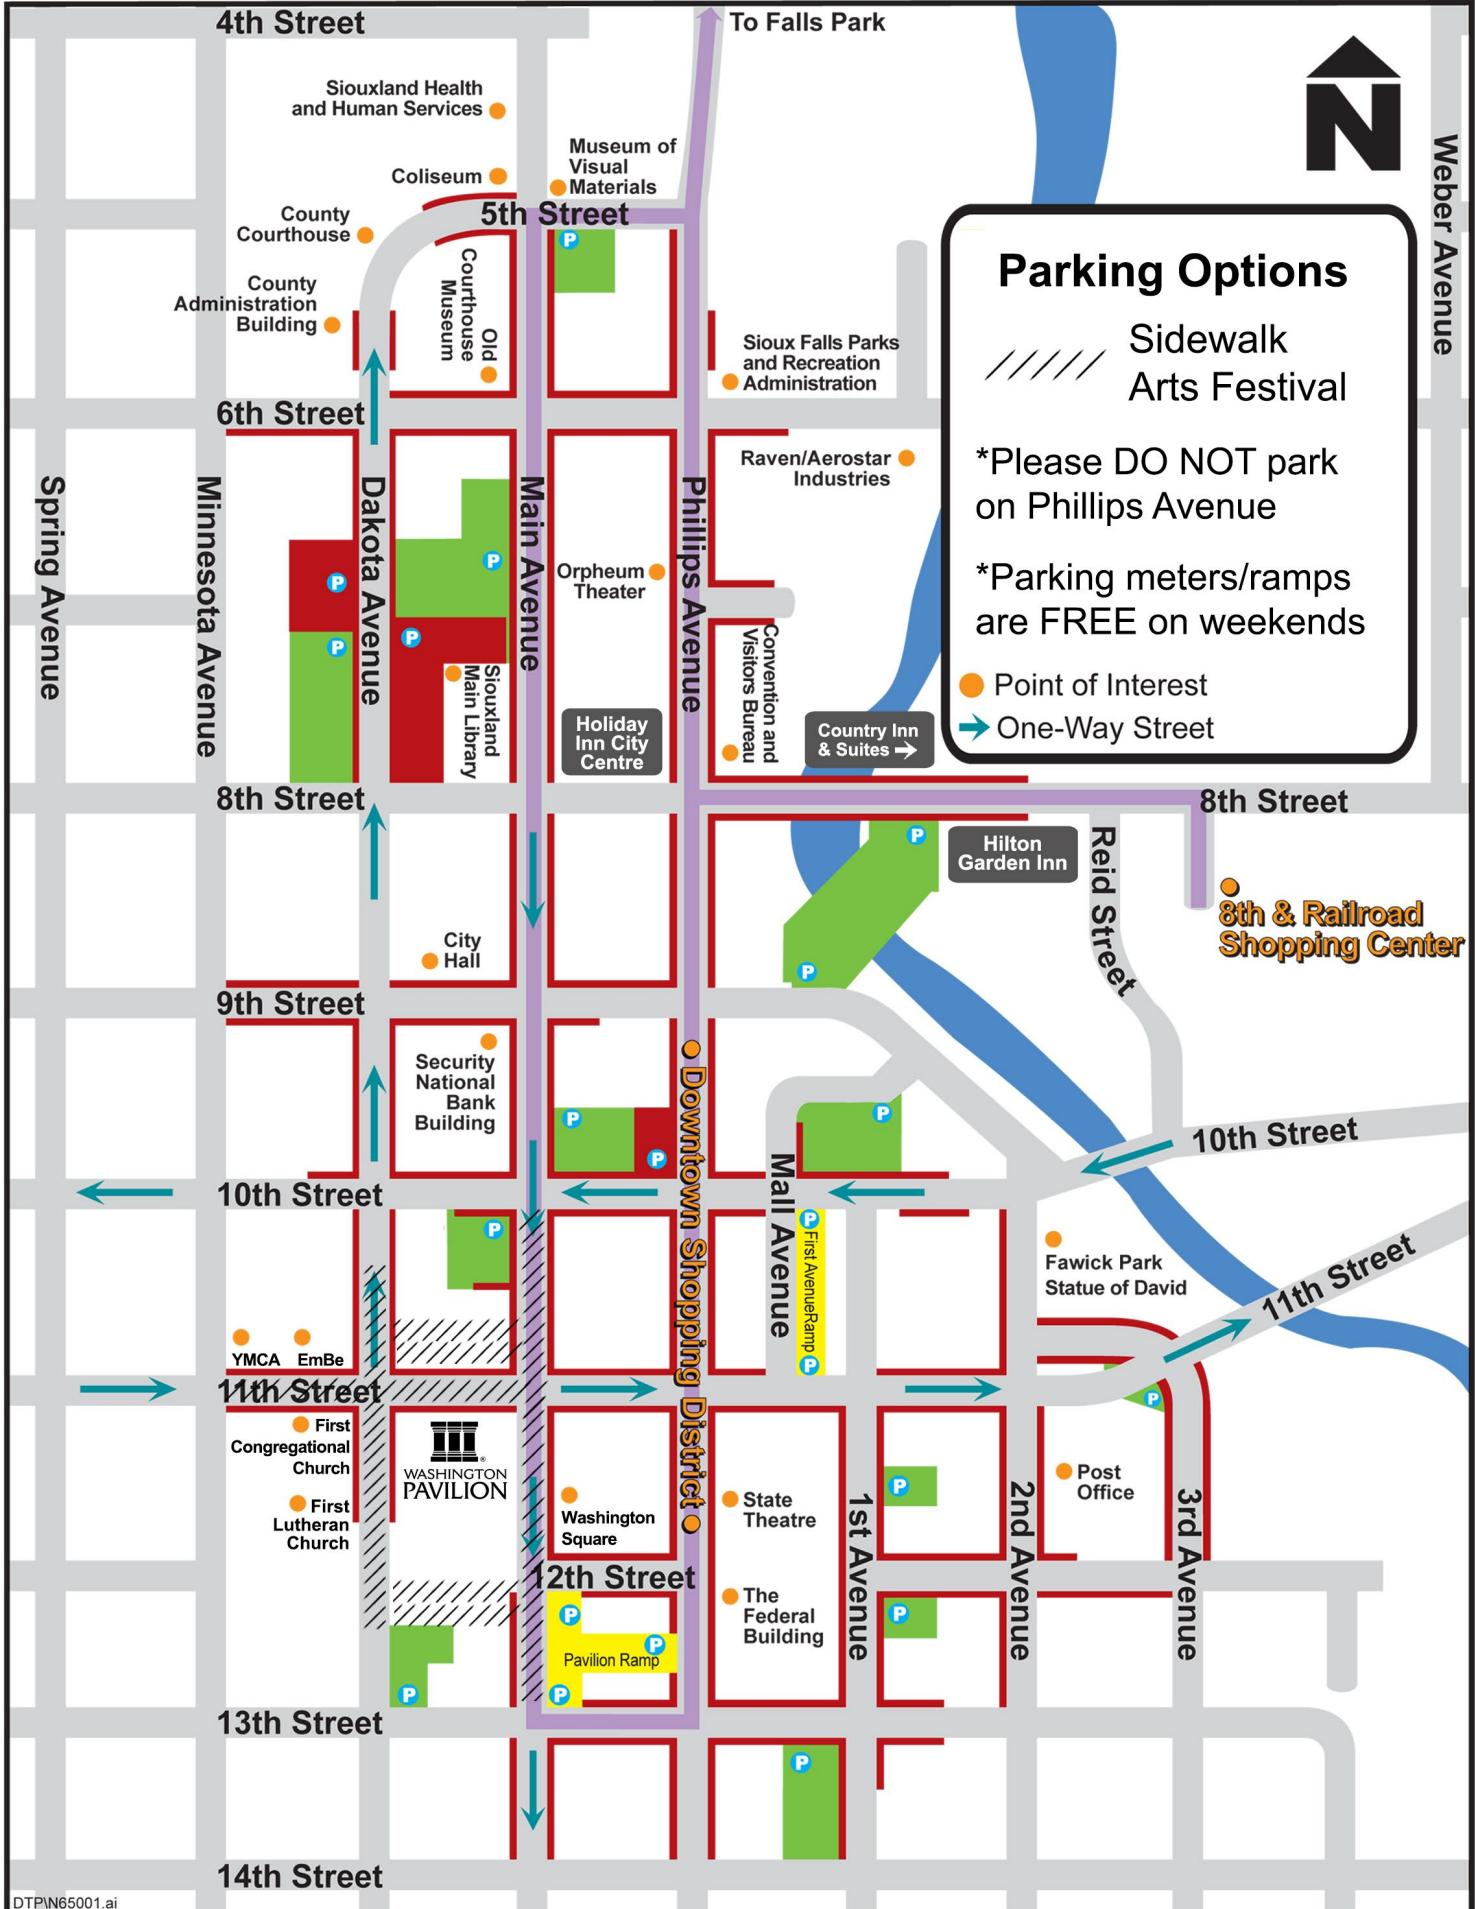 4th Street
To Falls Park
N
Siouxland Health
and Human Services
Museum of
Visual
Materials
Coliseum
County
Courthouse
5th Street
P
Weber Avenue
Parking Options
Sidewalk
Arts Festival
*Please DO NOT park
on Phillips Avenue
*Parking meters/ramps
are FREE on weekends
Point of Interest
One-Way Street
County
Administration
Building
Old
Courthouse
Museum
Sioux Falls Parks
and Recreation
Administration
6th Street
Raven/Aerostar
Industries
Spring Avenue
Minnesota Avenue
Dakota Avenue
Main Avenue
Phillips Avenue
P
P
P
P
Orpheum
Theater
Siouxland
Main Library
Convention and
Visitors Bureau
Holiday
Inn City
Centre
Country Inn
& Suites
8th Street
8th Street
P
Hilton
Garden Inn
Reid Street
8th & Railroad
Shopping Center
City
Hall
P
9th Street
Security
National
Bank
Building
P
P
P
Downtown Shopping District
Mall Avenue
10th Street
10th Street
P
P
First AvenueRamp
P
Fawick Park
Statue of David
11th Street
YMCA
EmBe
11th Street
P
First
Congregational
Church
WASHINGTON
PAVILION
®
First
Lutheran
Church
Washington
Square
State
Theatre
P
1st Avenue
2nd Avenue
Post
Office
3rd Avenue
12th Street
P
P
Pavilion Ramp
P
The
Federal
Building
P
P
13th Street
P
14th Street
DTP\N65001.ai